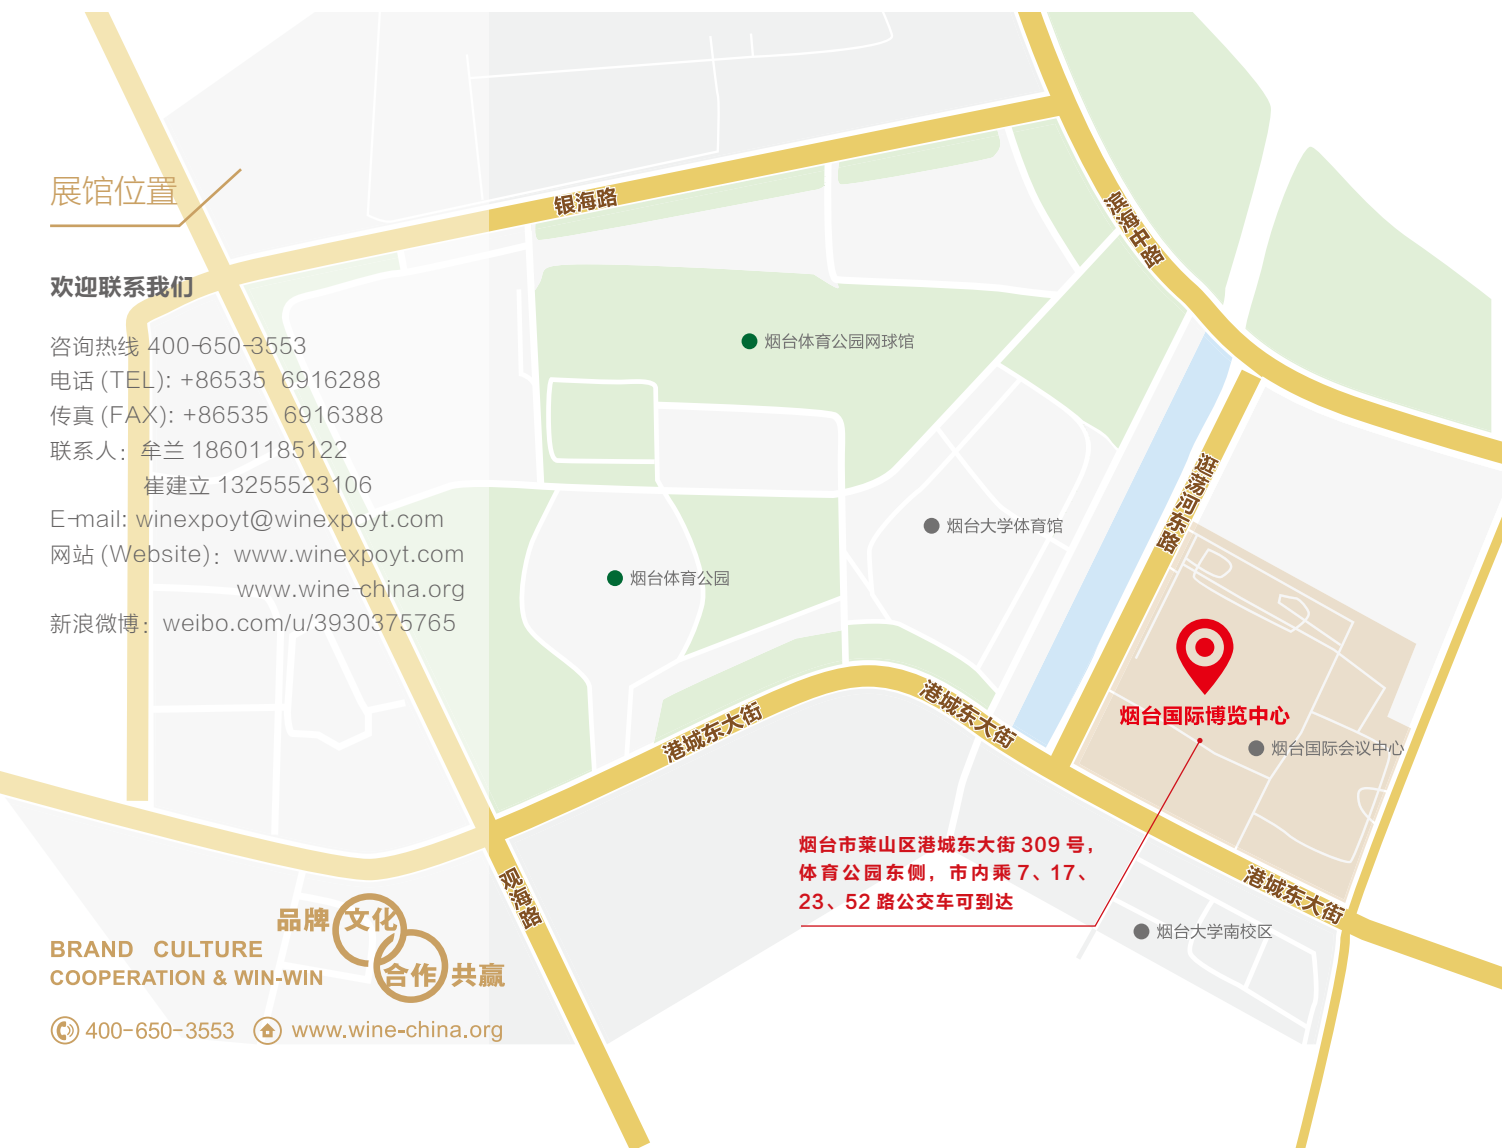 展馆位置
欢迎联系我们
咨询热线 400-650-3553
电话 (TEL): +86535 6916288
传真 (FAX): +86535 6916388
联系人：牟兰 18601185122
崔建立 13255523106
E-mail: winexpoyt@winexpoyt.com
网站 (Website)：www.winexpoyt.com
www.wine-china.org
新浪微博：weibo.com/u/3930375765
银海路
滨海中路
烟台体育公园网球馆
逛荡河东路
烟台大学体育馆
烟台体育公园
港城东大街
港城东大街
烟台国际博览中心
烟台国际会议中心
烟台市莱山区港城东大街 309 号，
体育公园东侧，市内乘 7、17、
23、52 路公交车可到达
港城东大街
观海路
烟台大学南校区
品牌 文化
合作 共赢
BRAND CULTURE
COOPERATION & WIN-WIN
400-650-3553 www.wine-china.org